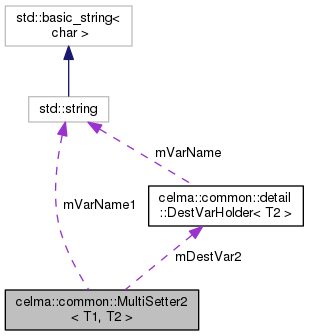 std::basic_string<
char >
std::string
mVarName
mVarName1
celma::common::detail
::DestVarHolder< T2 >
mDestVar2
celma::common::MultiSetter2
< T1, T2 >